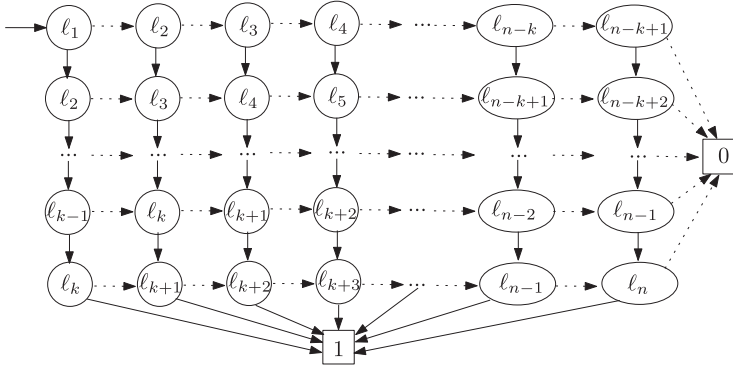 ℓ₁ ℓ₂ ℓ₃ ℓ₄ ... ℓₙ₋ₖ ℓₙ₋ₖ₊₁
ℓ₂ ℓ₃ ℓ₄ ℓ₅ ... ℓₙ₋ₖ₊₁ ℓₙ₋ₖ₊₂
... ... ... ... ... ... ... 0
ℓₖ₋₁ ℓₖ ℓₖ₊₁ ℓₖ₊₂ ... ℓₙ₋₂ ℓₙ₋₁
ℓₖ ℓₖ₊₁ ℓₖ₊₂ ℓₖ₊₃ ... ℓₙ₋₁ ℓₙ
1